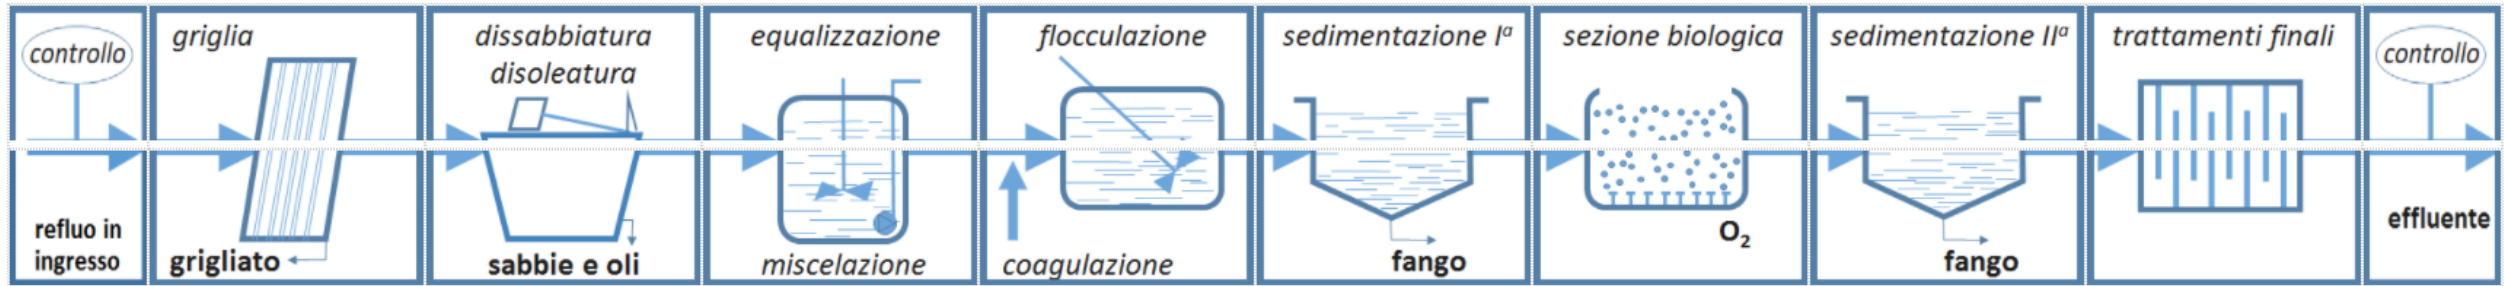 controllo
refluo in
ingresso
griglia
grigliato
dissabbiatura
disoleatura
sabbie e oli
equalizzazione
miscelazione
flocculazione
coagulazione
sedimentazione Iª
fango
sezione biologica
O₂
sedimentazione IIª
fango
trattamenti finali
controllo
effluente